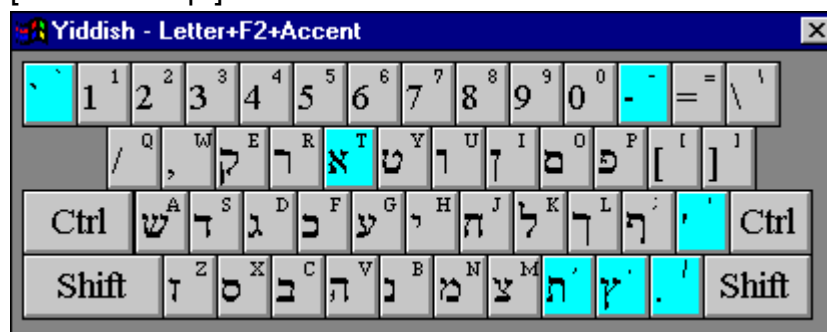 Yiddish - Letter+F2+Accent
` ` 1 1 2 2 3 3 4 4 5 5 6 6 7 7 8 8 9 9 0 0 - - = = \ \
/ Q , W ק E ר R א T ט Y ו U ן I ם O פ P [ [ ] ]
Ctrl ש A ד S ג D כ F ע G י H ח J ל K ך L ף ; ' ' Ctrl
Shift ז Z ס X ב C ה V נ B מ N צ M ת , ץ . . / Shift